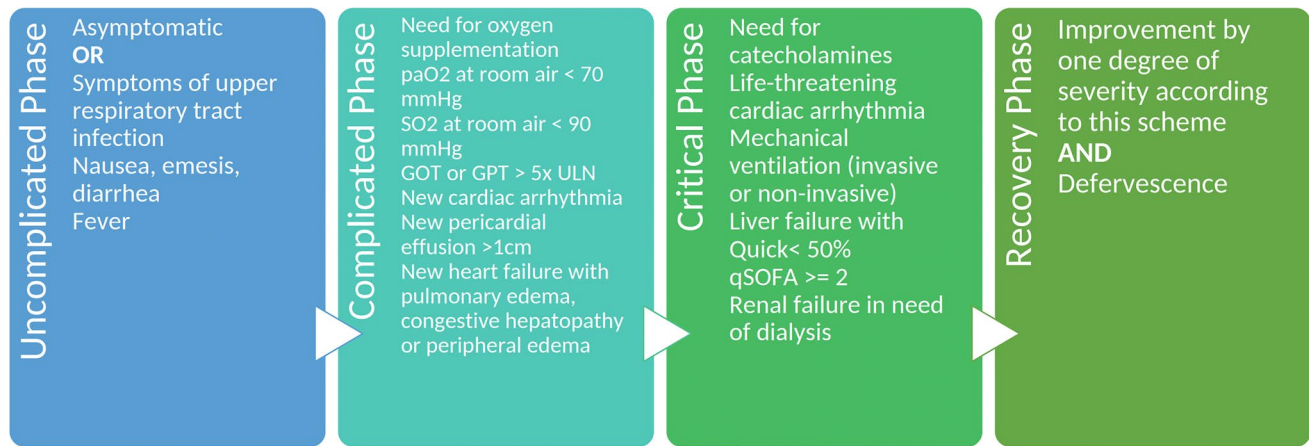 Uncomplicated Phase
Asymptomatic
OR
Symptoms of upper
respiratory tract
infection
Nausea, emesis,
diarrhea
Fever
Complicated Phase
Need for oxygen
supplementation
paO2 at room air < 70
mmHg
SO2 at room air < 90
mmHg
GOT or GPT > 5x ULN
New cardiac arrhythmia
New pericardial
effusion >1cm
New heart failure with
pulmonary edema,
congestive hepatopathy
or peripheral edema
Critical Phase
Need for
catecholamines
Life-threatening
cardiac arrhythmia
Mechanical
ventilation (invasive
or non-invasive)
Liver failure with
Quick< 50%
qSOFA >= 2
Renal failure in need
of dialysis
Recovery Phase
Improvement by
one degree of
severity according
to this scheme
AND
Defervescence